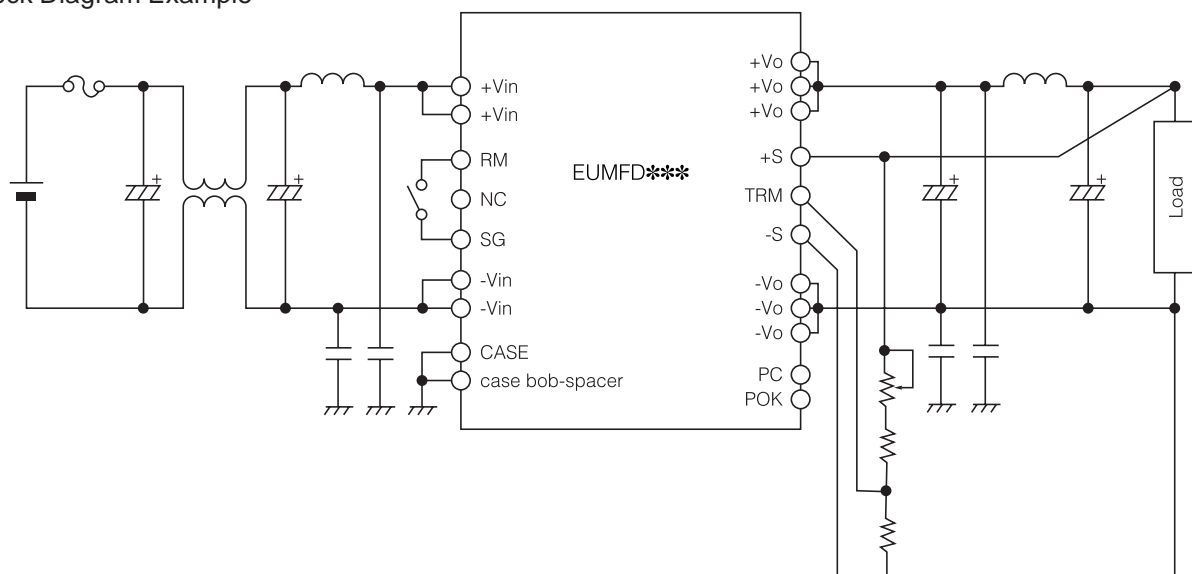 Diagram Example
+Vin
+Vin
RM
NC
SG
-Vin
-Vin
CASE
case bob-spacer
EUMFD***
+Vo
+Vo
+Vo
+S
TRM
-S
-Vo
-Vo
-Vo
PC
POK
+
+
+
+
Load